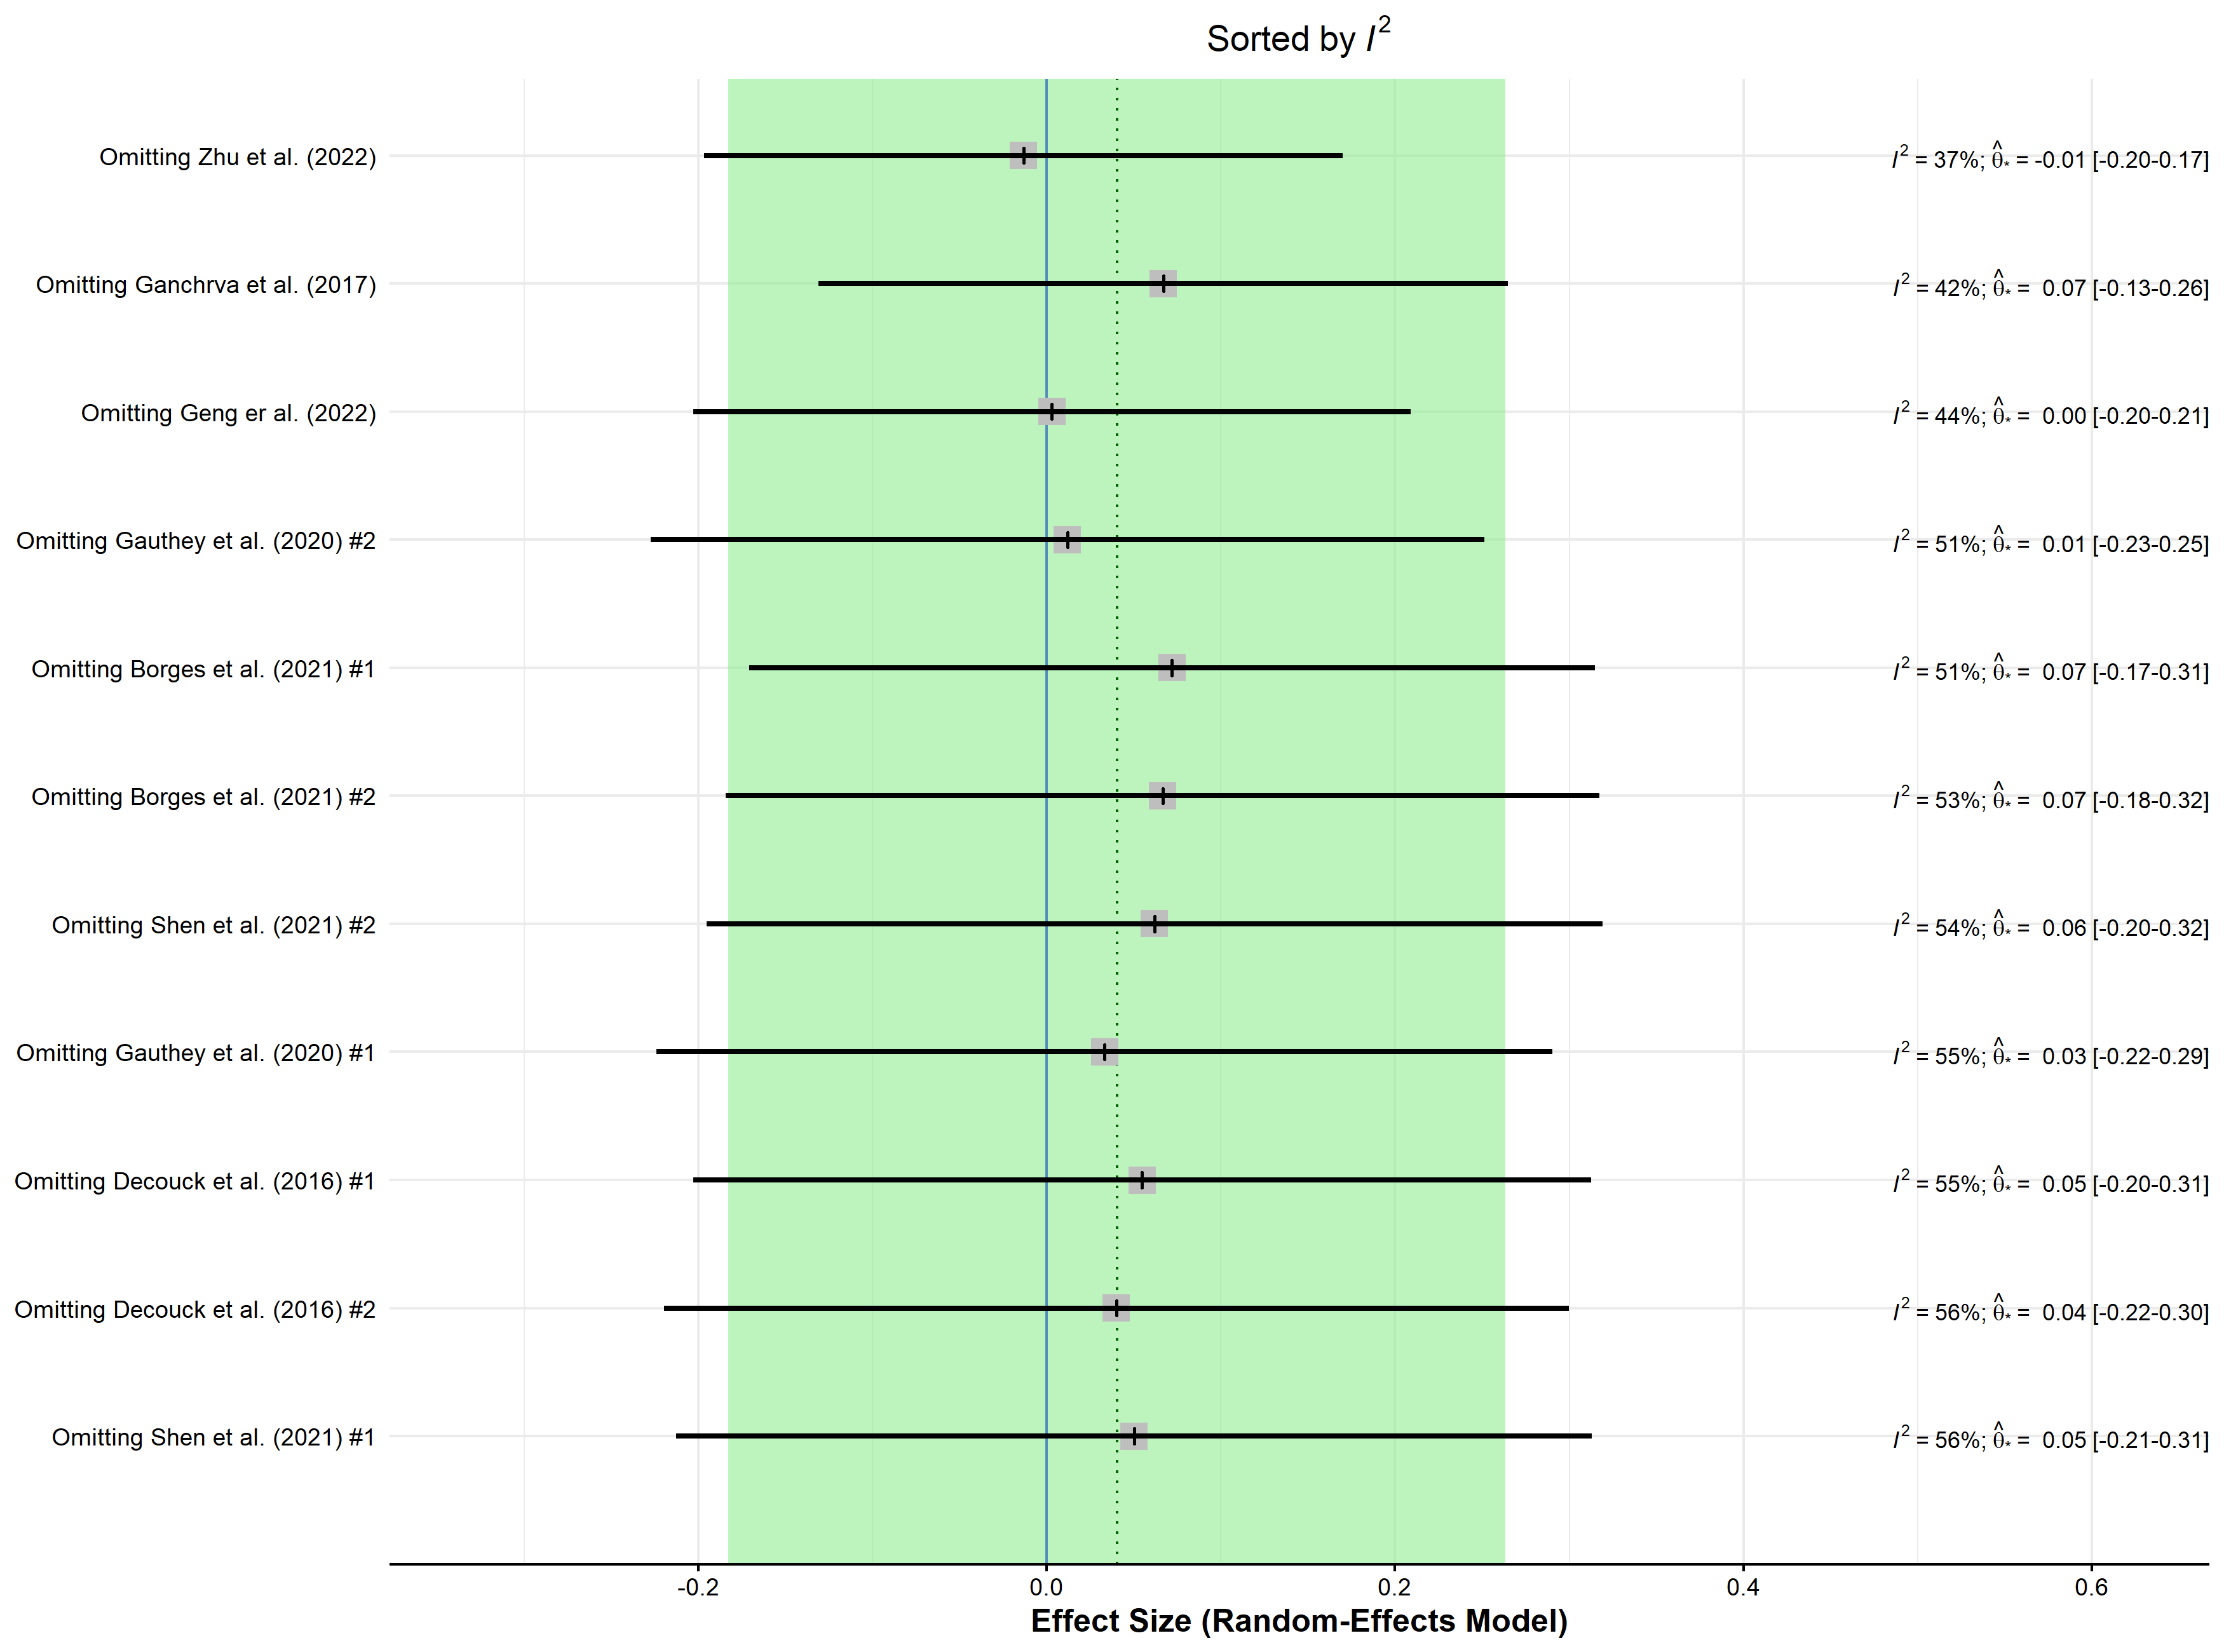 Sorted by I²
Omitting Zhu et al. (2022) I² = 37%; θ̂* = -0.01 [-0.20-0.17]
Omitting Ganchrva et al. (2017) I² = 42%; θ̂* = 0.07 [-0.13-0.26]
Omitting Geng er al. (2022) I² = 44%; θ̂* = 0.00 [-0.20-0.21]
Omitting Gauthey et al. (2020) #2 I² = 51%; θ̂* = 0.01 [-0.23-0.25]
Omitting Borges et al. (2021) #1 I² = 51%; θ̂* = 0.07 [-0.17-0.31]
Omitting Borges et al. (2021) #2 I² = 53%; θ̂* = 0.07 [-0.18-0.32]
Omitting Shen et al. (2021) #2 I² = 54%; θ̂* = 0.06 [-0.20-0.32]
Omitting Gauthey et al. (2020) #1 I² = 55%; θ̂* = 0.03 [-0.22-0.29]
Omitting Decouck et al. (2016) #1 I² = 55%; θ̂* = 0.05 [-0.20-0.31]
Omitting Decouck et al. (2016) #2 I² = 56%; θ̂* = 0.04 [-0.22-0.30]
Omitting Shen et al. (2021) #1 I² = 56%; θ̂* = 0.05 [-0.21-0.31]
-0.2 0.0 0.2 0.4 0.6
Effect Size (Random-Effects Model)